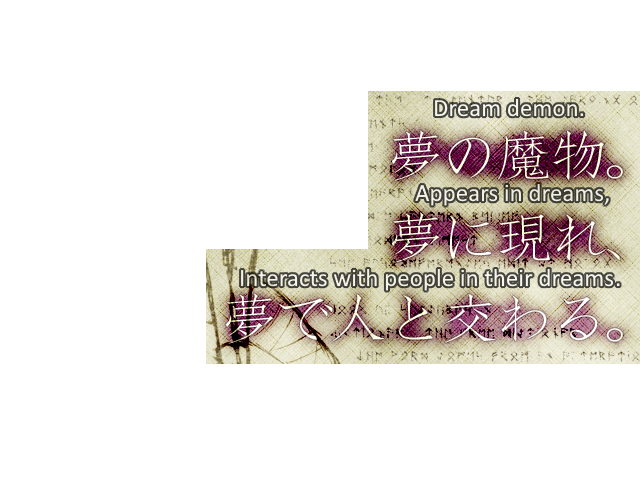 Dream demon.
夢の魔物。
Appears in dreams,
夢に現れ、
Interacts with people in their dreams.
夢で人と交わる。